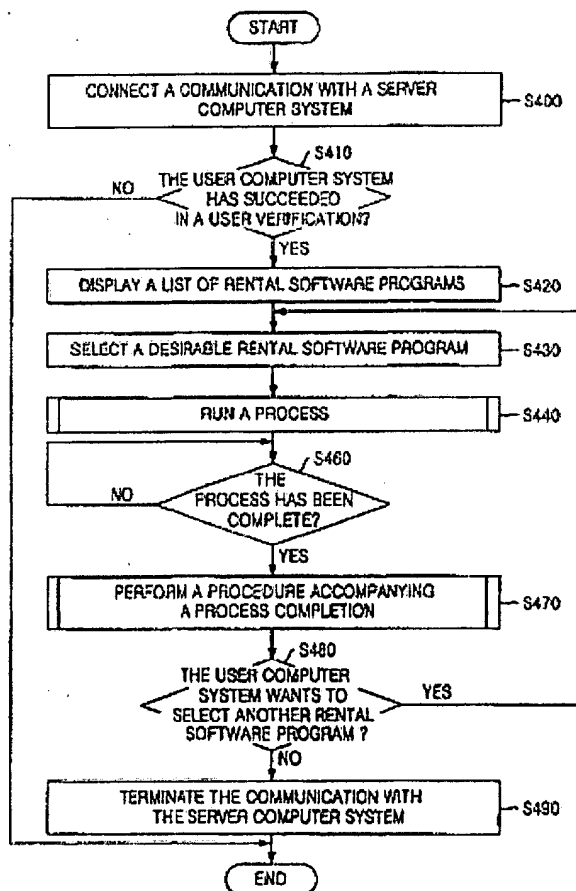 START
CONNECT A COMMUNICATION WITH A SERVER
COMPUTER SYSTEM
S400
S410
NO
THE USER COMPUTER SYSTEM
HAS SUCCEEDED
IN A USER VERIFICATION?
YES
DISPLAY A LIST OF RENTAL SOFTWARE PROGRAMS
S420
SELECT A DESIRABLE RENTAL SOFTWARE PROGRAM
S430
RUN A PROCESS
S440
S460
NO
THE
PROCESS HAS BEEN
COMPLETE?
YES
PERFORM A PROCEDURE ACCOMPANYING
A PROCESS COMPLETION
S470
S480
THE USER COMPUTER
SYSTEM WANTS TO
SELECT ANOTHER RENTAL
SOFTWARE PROGRAM ?
YES
NO
TERMINATE THE COMMUNICATION WITH
THE SERVER COMPUTER SYSTEM
S490
END